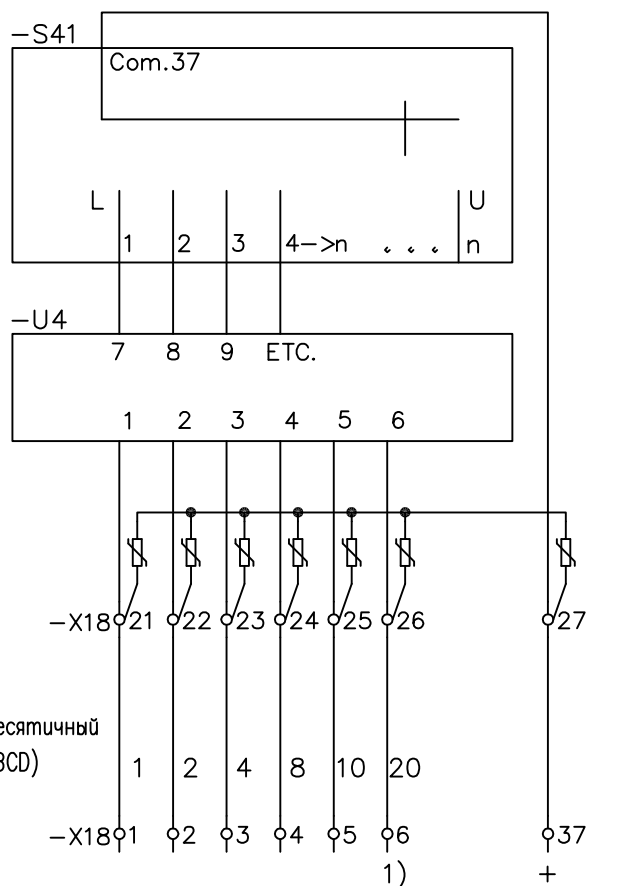 -S41
Com.37
L U
1 2 3 4->n ... n
-U4
7 8 9 ETC.
1 2 3 4 5 6
-X18 21 22 23 24 25 26 27
есятичный
BCD) 1 2 4 8 10 20
-X18 1 2 3 4 5 6 37
1) +